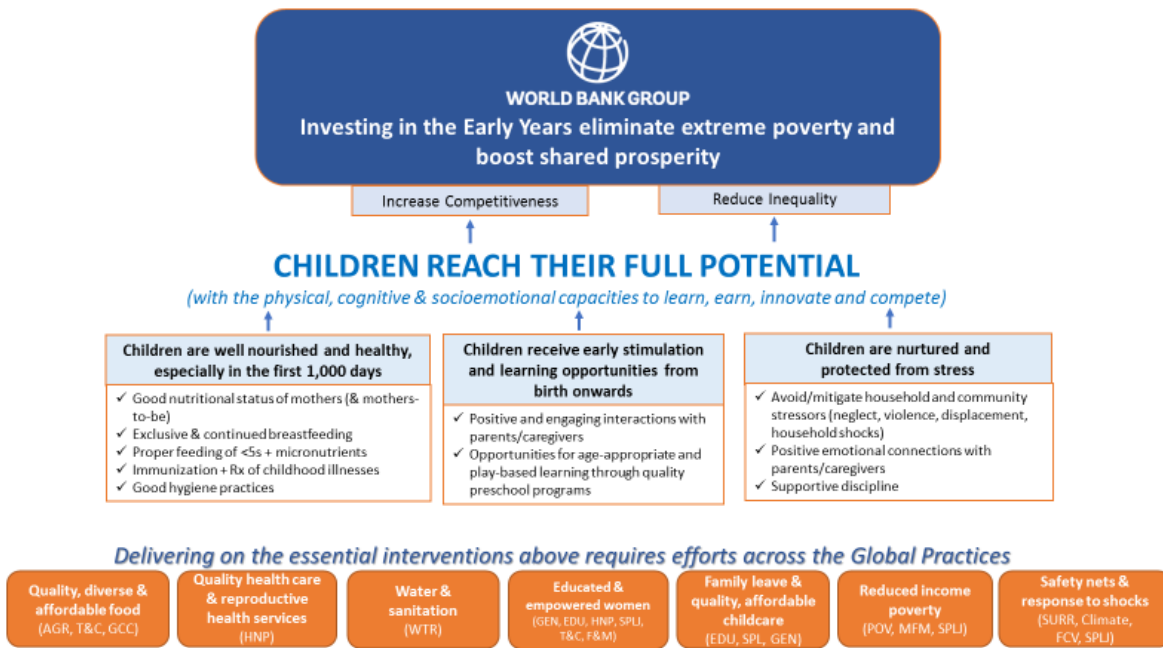 WORLD BANK GROUP
Investing in the Early Years eliminate extreme poverty and
boost shared prosperity
Increase Competitiveness
Reduce Inequality
CHILDREN REACH THEIR FULL POTENTIAL
(with the physical, cognitive & socioemotional capacities to learn, earn, innovate and compete)
Children are well nourished and healthy,
especially in the first 1,000 days
✓ Good nutritional status of mothers (& mothers-
to-be)
✓ Exclusive & continued breastfeeding
✓ Proper feeding of <5s + micronutrients
✓ Immunization + Rx of childhood illnesses
✓ Good hygiene practices
Children receive early stimulation
and learning opportunities from
birth onwards
✓ Positive and engaging interactions with
parents/caregivers
✓ Opportunities for age-appropriate and
play-based learning through quality
preschool programs
Children are nurtured and
protected from stress
✓ Avoid/mitigate household and community
stressors (neglect, violence, displacement,
household shocks)
✓ Positive emotional connections with
parents/caregivers
✓ Supportive discipline
Delivering on the essential interventions above requires efforts across the Global Practices
Quality, diverse &
affordable food
(AGR, T&C, GCC)
Quality health care
& reproductive
health services
(HNP)
Water &
sanitation
(WTR)
Educated &
empowered women
(GEN, EDU, HNP, SPLJ,
T&C, F&M)
Family leave &
quality, affordable
childcare
(EDU, SPL, GEN)
Reduced income
poverty
(POV, MFM, SPLJ)
Safety nets &
response to shocks
(SURR, Climate,
FCV, SPLJ)